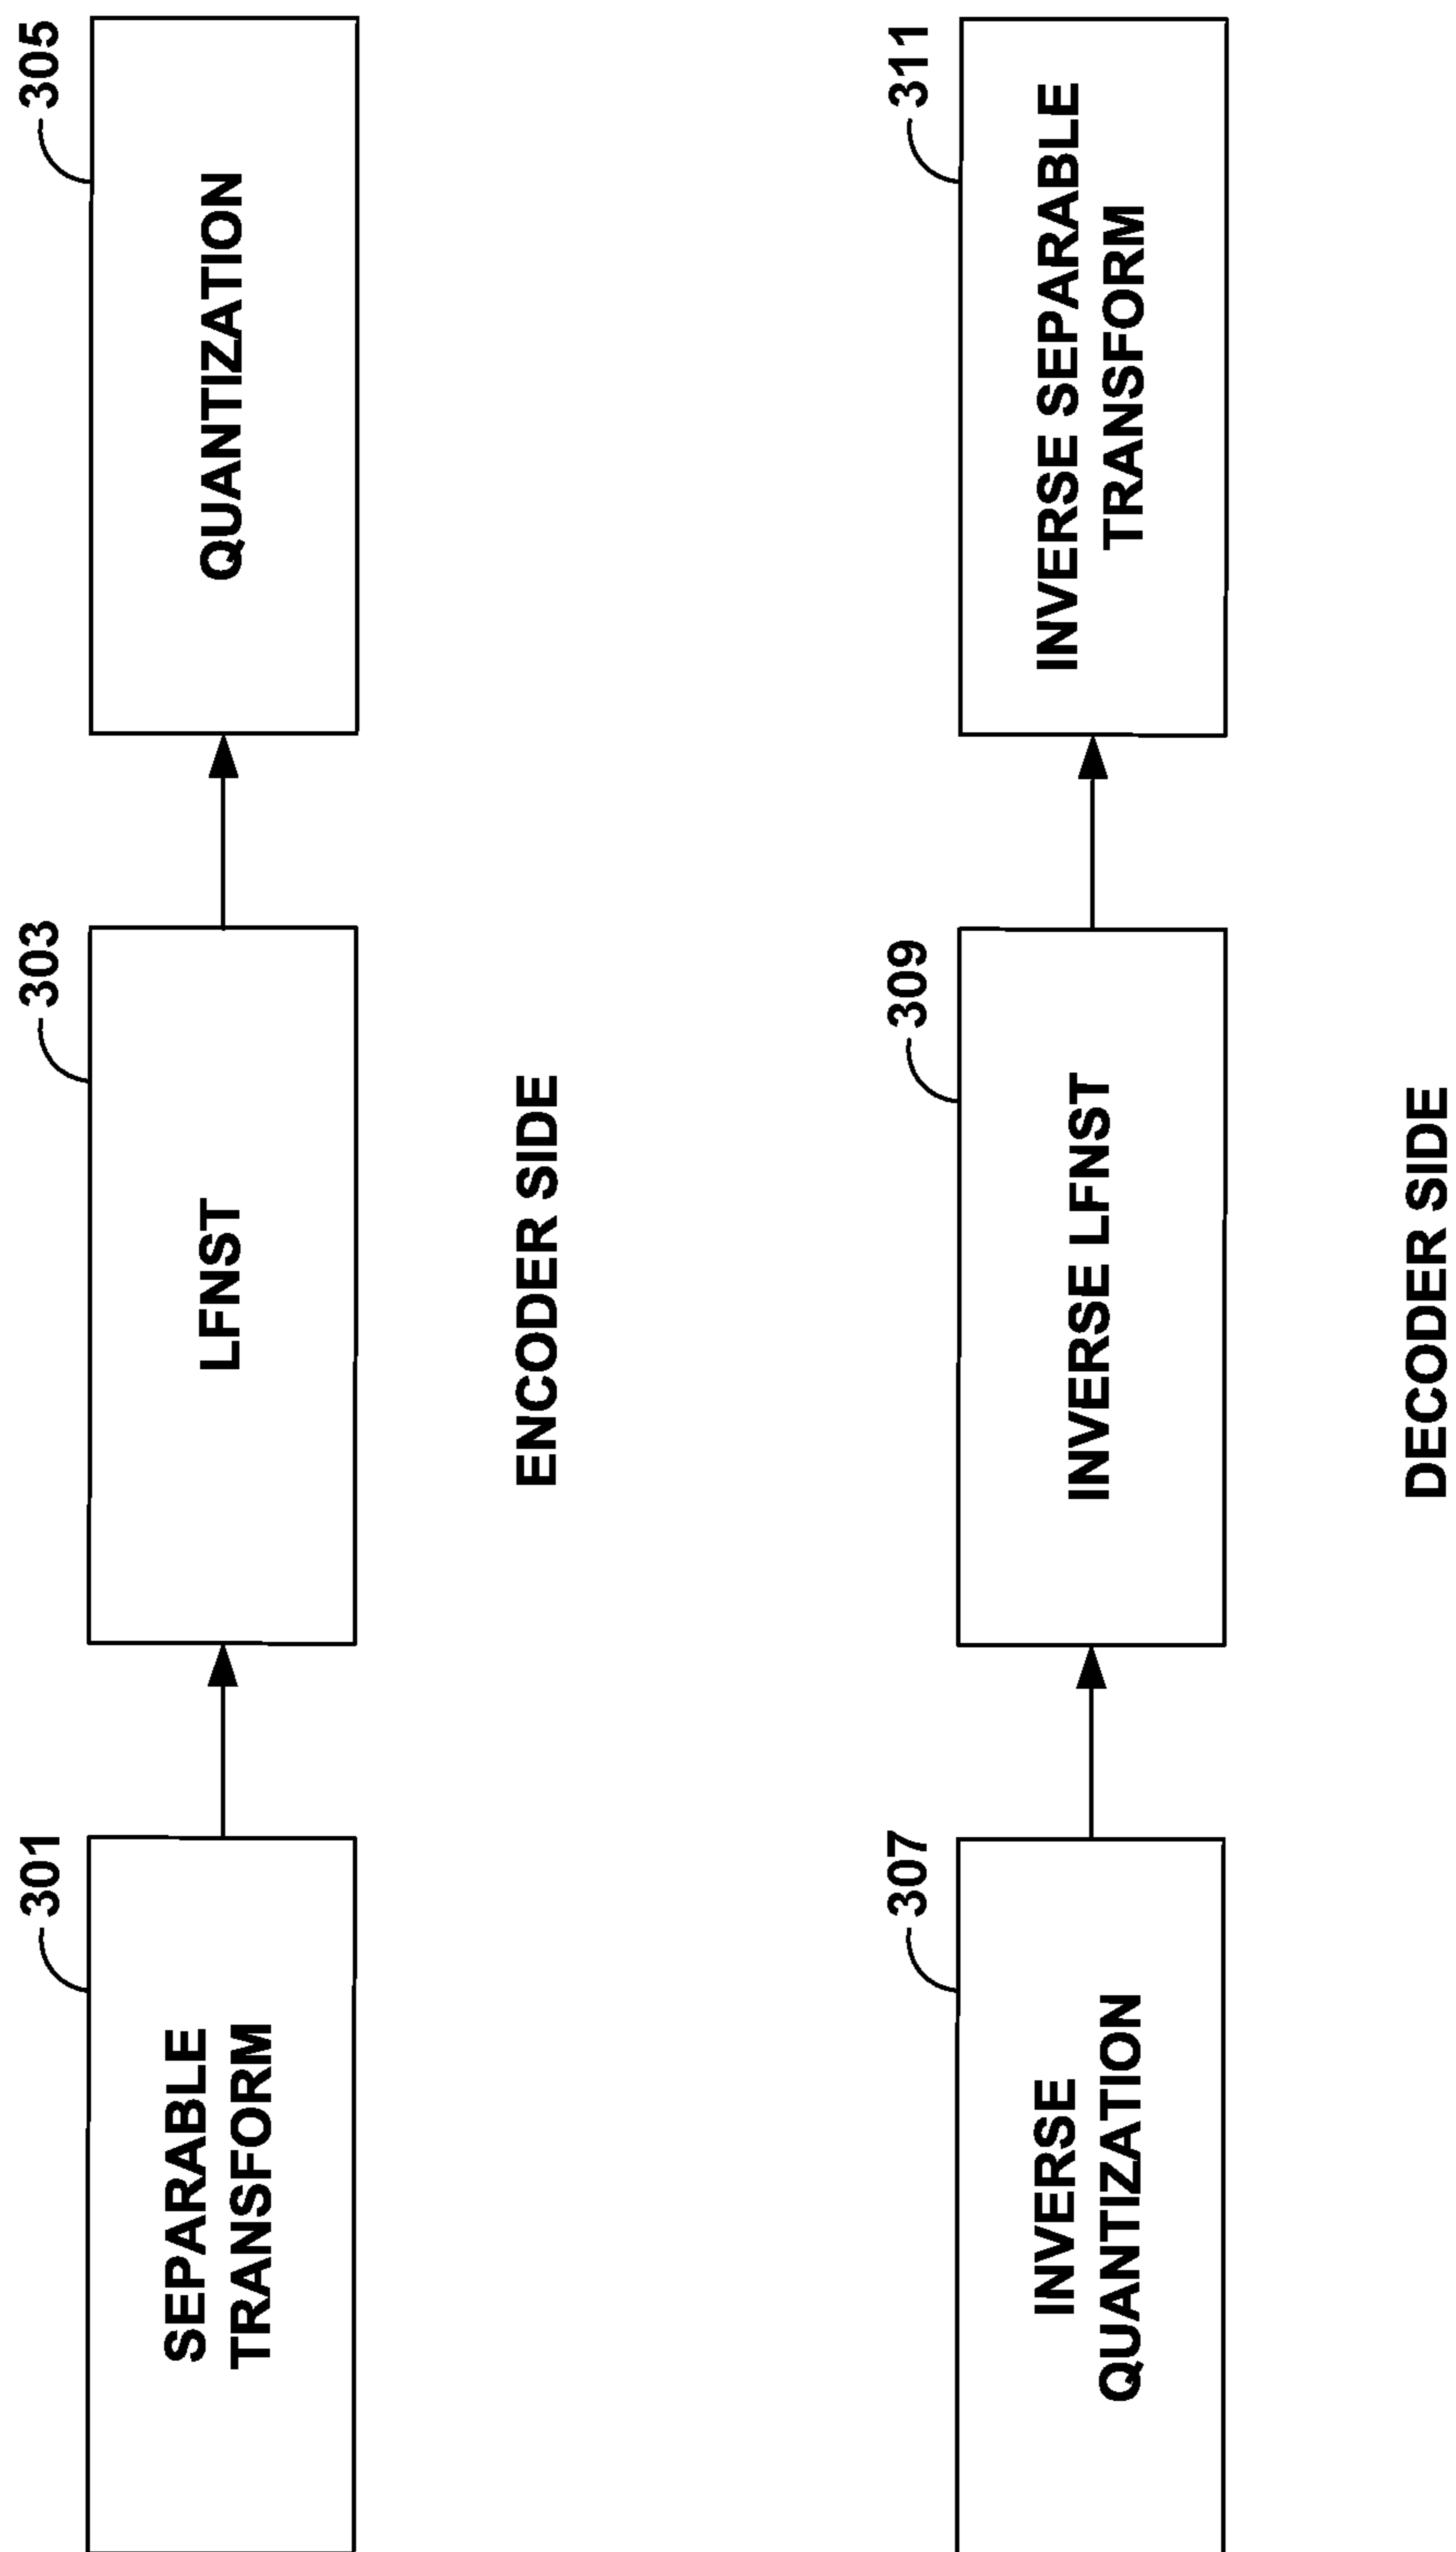 301
303
305
SEPARABLE
TRANSFORM
LFNST
QUANTIZATION
ENCODER SIDE
307
309
311
INVERSE
QUANTIZATION
INVERSE LFNST
INVERSE SEPARABLE
TRANSFORM
DECODER SIDE